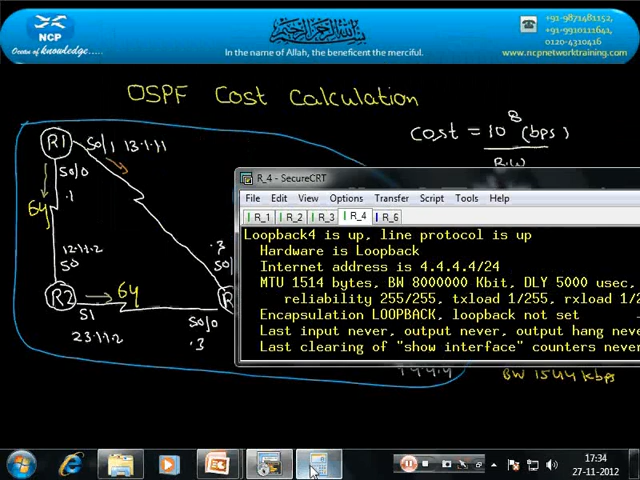 +91-9871481152,
+91-9910111641,
0120-4310416
www.ncpnetworktraining.com
NCP
Ocean of knowledge.....
In the name of Allah, the beneficent the merciful.
OSPF Cost Calculation
Cost = 10^8 (bps)
B.W
R1
S0/1 13.1.1.1
S0/0
.1
64
12.1.1.2
S0
R2
64
S1
23.1.1.2
.3
S0/
R
S0/0
.3
R_4 - SecureCRT
File Edit View Options Transfer Script Tools Help
R_1 R_2 R_3 R_4 R_6
Loopback4 is up, line protocol is up
Hardware is Loopback
Internet address is 4.4.4.4/24
MTU 1514 bytes, BW 8000000 Kbit, DLY 5000 usec,
reliability 255/255, txload 1/255, rxload 1/2
Encapsulation LOOPBACK, loopback not set
Last input never, output never, output hang neve
Last clearing of "show interface" counters never
BW 1544 kbps
17:34
27-11-2012